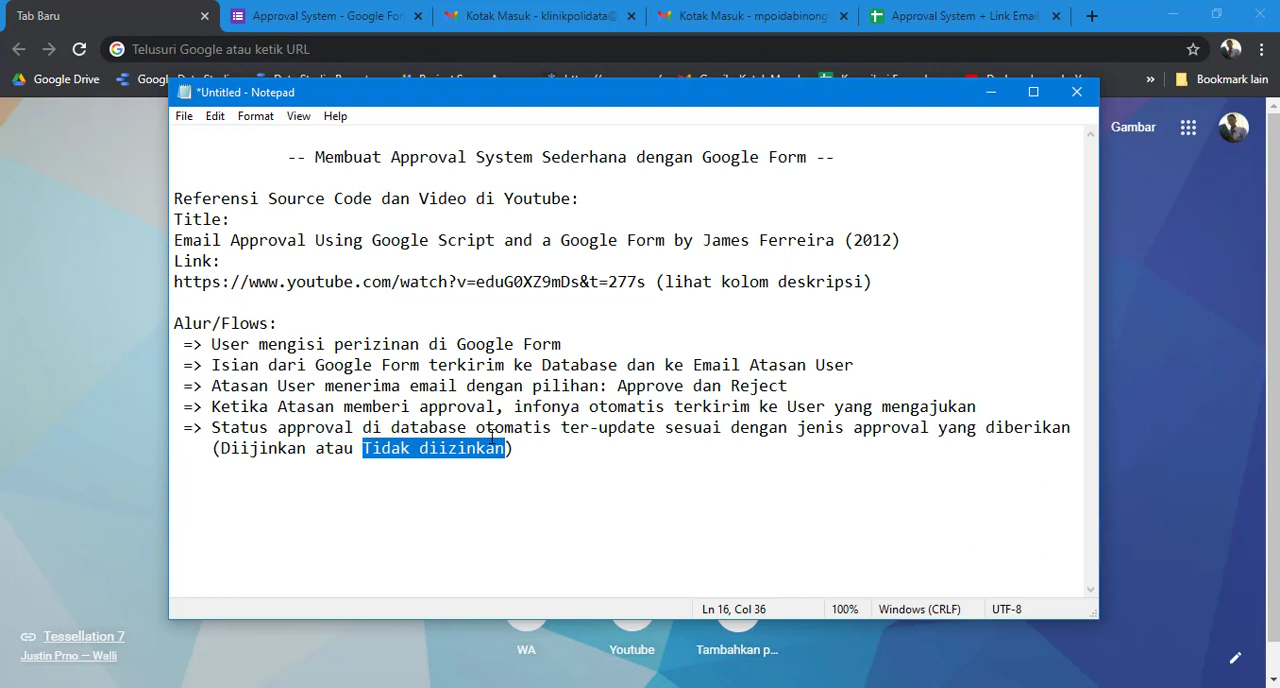 Tab Baru
Approval System - Google For
Kotak Masuk - klinikpolidata@
Kotak Masuk - mpoidabinong
Approval System + Link Email
Telusuri Google atau ketik URL
Google Drive
Bookmark lain
*Untitled - Notepad
File Edit Format View Help
Gambar
-- Membuat Approval System Sederhana dengan Google Form --
Referensi Source Code dan Video di Youtube:
Title:
Email Approval Using Google Script and a Google Form by James Ferreira (2012)
Link:
https://www.youtube.com/watch?v=eduG0XZ9mDs&t=277s (lihat kolom deskripsi)
Alur/Flows:
=> User mengisi perizinan di Google Form
=> Isian dari Google Form terkirim ke Database dan ke Email Atasan User
=> Atasan User menerima email dengan pilihan: Approve dan Reject
=> Ketika Atasan memberi approval, infonya otomatis terkirim ke User yang mengajukan
=> Status approval di database otomatis ter-update sesuai dengan jenis approval yang diberikan
(Diijinkan atau Tidak diizinkan)
Ln 16, Col 36 100% Windows (CRLF) UTF-8
Tessellation 7
Justin Prno — Walli
WA
Youtube
Tambahkan p...